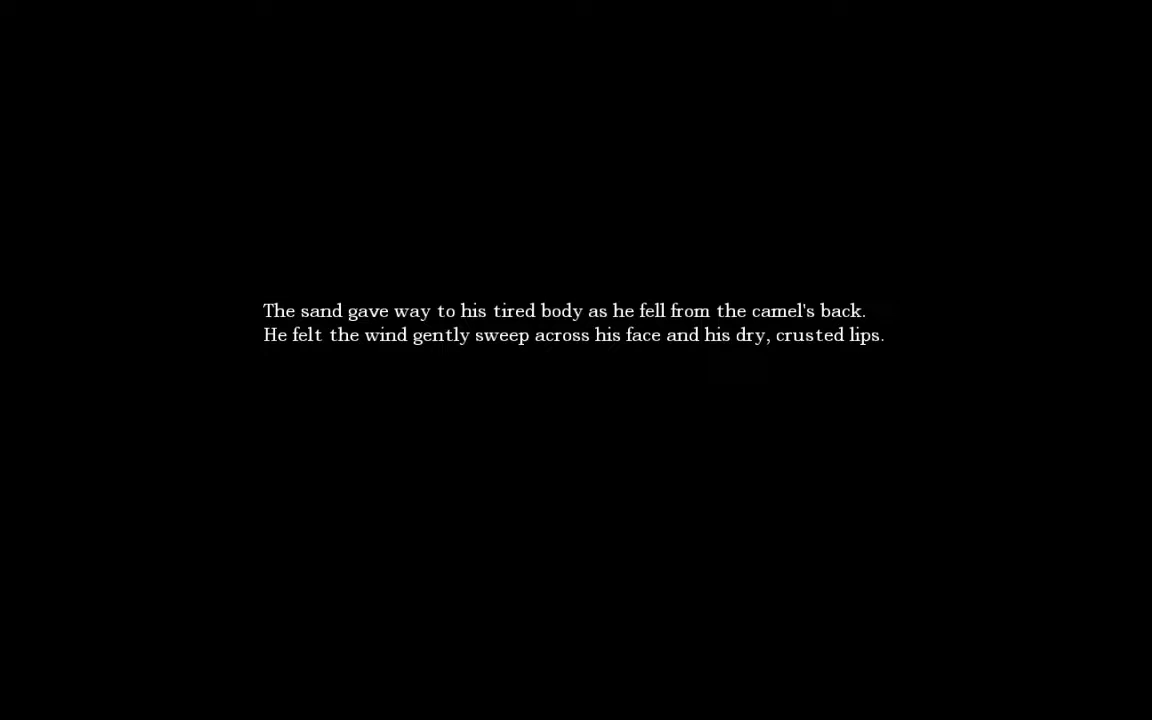 The sand gave way to his tired body as he fell from the camel's back.
He felt the wind gently sweep across his face and his dry, crusted lips.